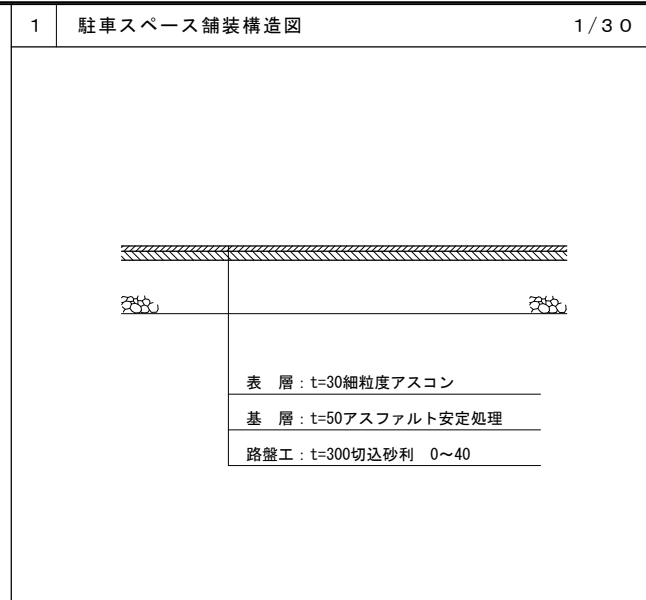 1 駐車スペース舗装構造図 1/30
表　層：t=30細粒度アスコン
基　層：t=50アスファルト安定処理
路盤工：t=300切込砂利　0～40